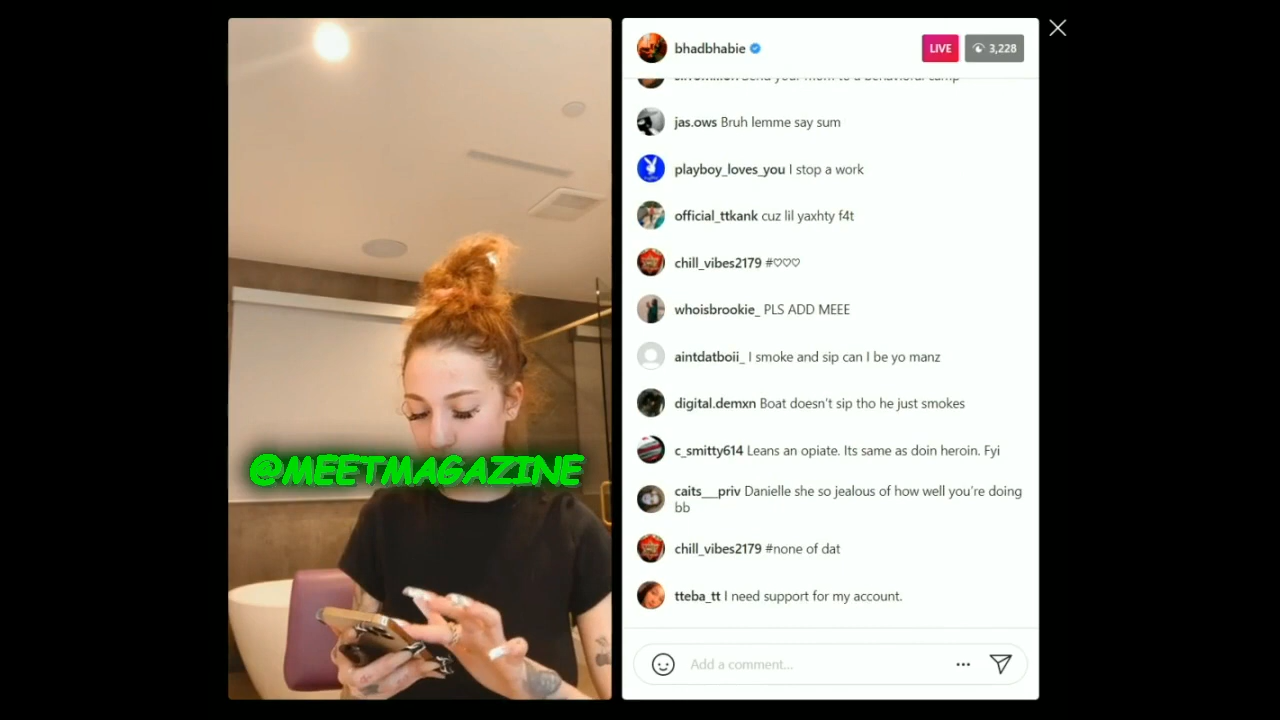 bhadbhabie
LIVE
3,228
jas.ows Bruh lemme say sum
playboy_loves_you I stop a work
official_ttkank cuz lil yaxhty f4t
chill_vibes2179 #♡♡♡
whoisbrookie_ PLS ADD MEEE
aintdatboii_ I smoke and sip can I be yo manz
digital.demxn Boat doesn't sip tho he just smokes
c_smitty614 Leans an opiate. Its same as doin heroin. Fyi
caits__priv Danielle she so jealous of how well you're doing
bb
chill_vibes2179 #none of dat
tteba_tt I need support for my account.
Add a comment...
@MEETMAGAZINE